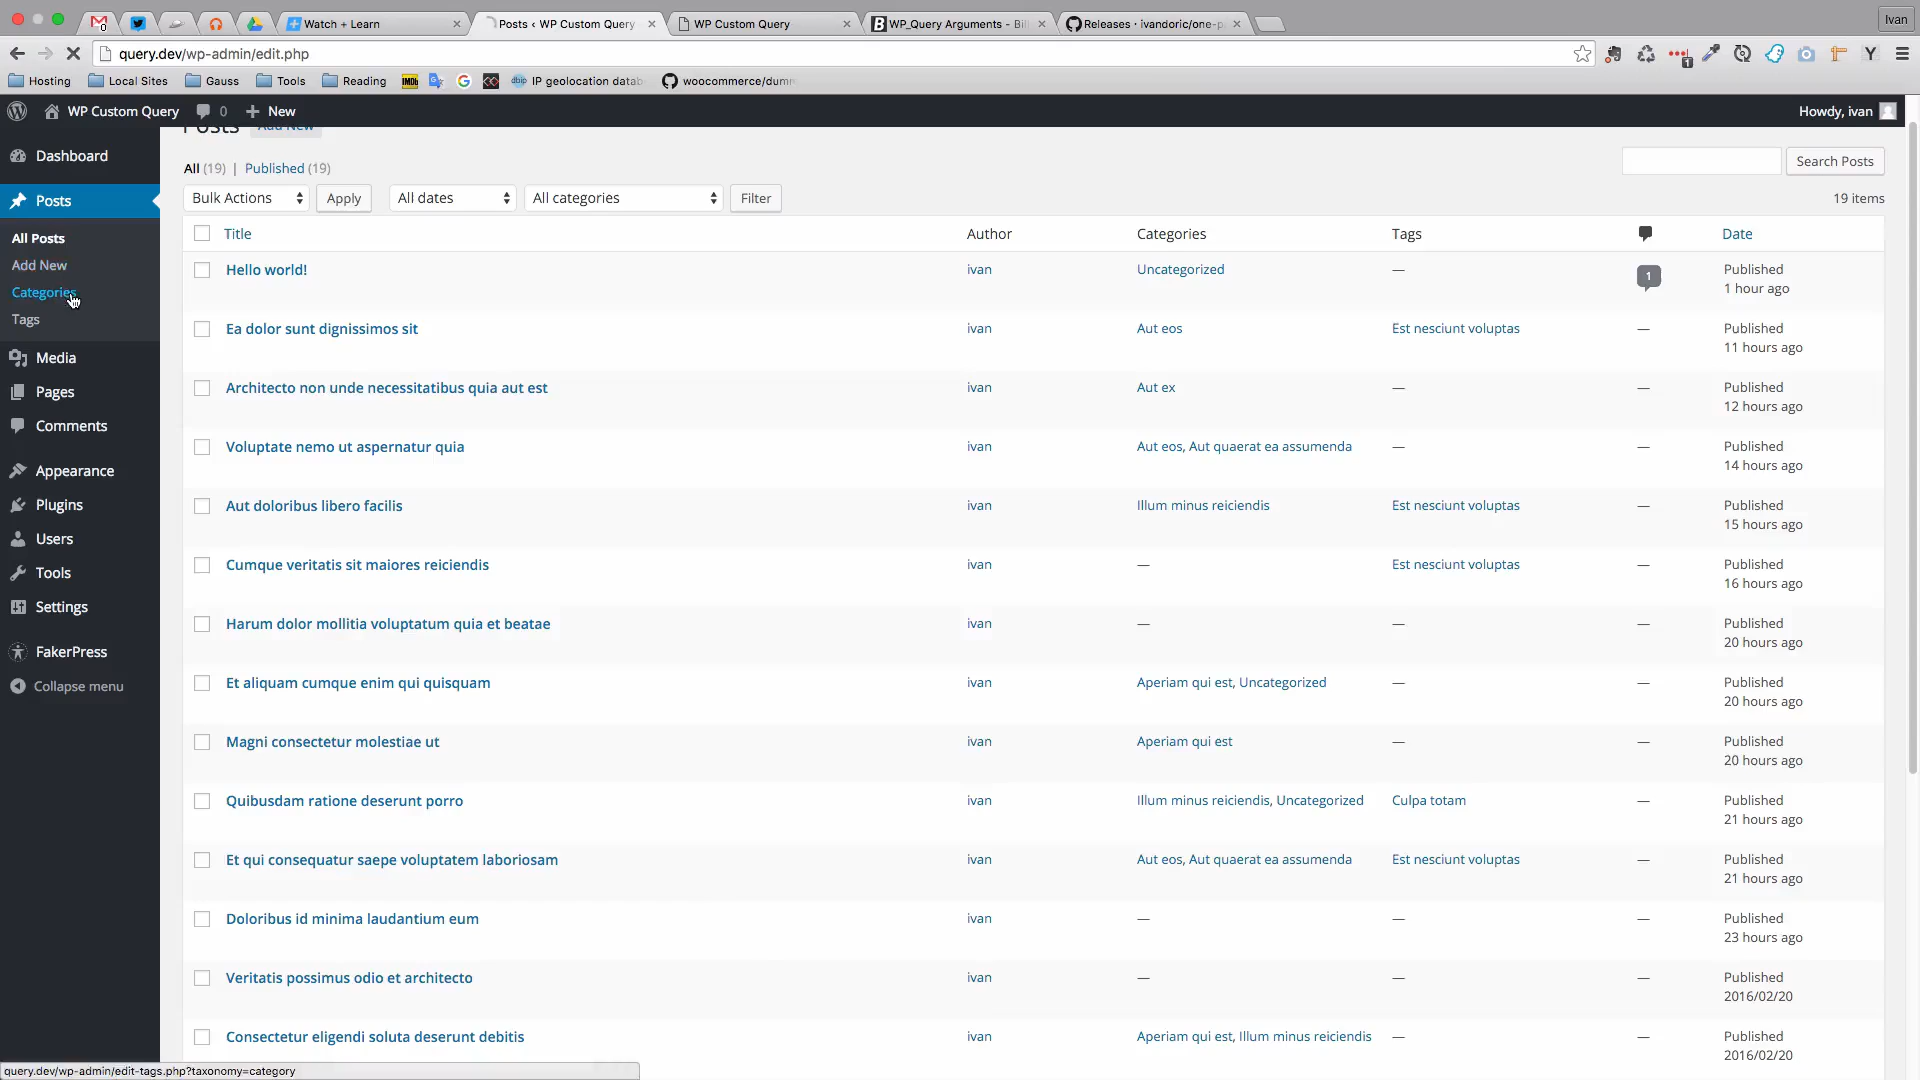 Watch + Learn
Posts ‹ WP Custom Query
WP Custom Query
WP_Query Arguments - Bil
Releases · ivandoric/one-p
Ivan
query.dev/wp-admin/edit.php
Hosting
Local Sites
Gauss
Tools
Reading
IMDb
IP geolocation datab
woocommerce/dum
WP Custom Query
0
New
Howdy, ivan
Dashboard
Posts
All Posts
Add New
Categories
Tags
Media
Pages
Comments
Appearance
Plugins
Users
Tools
Settings
FakerPress
Collapse menu
Posts
Add New
All (19) | Published (19)
Search Posts
Bulk Actions
Apply
All dates
All categories
Filter
19 items
Title Author Categories Tags Date
Hello world! ivan Uncategorized — 1 Published
1 hour ago
Ea dolor sunt dignissimos sit ivan Aut eos Est nesciunt voluptas — Published
11 hours ago
Architecto non unde necessitatibus quia aut est ivan Aut ex — — Published
12 hours ago
Voluptate nemo ut aspernatur quia ivan Aut eos, Aut quaerat ea assumenda — — Published
14 hours ago
Aut doloribus libero facilis ivan Illum minus reiciendis Est nesciunt voluptas — Published
15 hours ago
Cumque veritatis sit maiores reiciendis ivan — Est nesciunt voluptas — Published
16 hours ago
Harum dolor mollitia voluptatum quia et beatae ivan — — — Published
20 hours ago
Et aliquam cumque enim qui quisquam ivan Aperiam qui est, Uncategorized — — Published
20 hours ago
Magni consectetur molestiae ut ivan Aperiam qui est — — Published
20 hours ago
Quibusdam ratione deserunt porro ivan Illum minus reiciendis, Uncategorized Culpa totam — Published
21 hours ago
Et qui consequatur saepe voluptatem laboriosam ivan Aut eos, Aut quaerat ea assumenda Est nesciunt voluptas — Published
21 hours ago
Doloribus id minima laudantium eum ivan — — — Published
23 hours ago
Veritatis possimus odio et architecto ivan — — — Published
2016/02/20
Consectetur eligendi soluta deserunt debitis ivan Aperiam qui est, Illum minus reiciendis — — Published
2016/02/20
query.dev/wp-admin/edit-tags.php?taxonomy=category